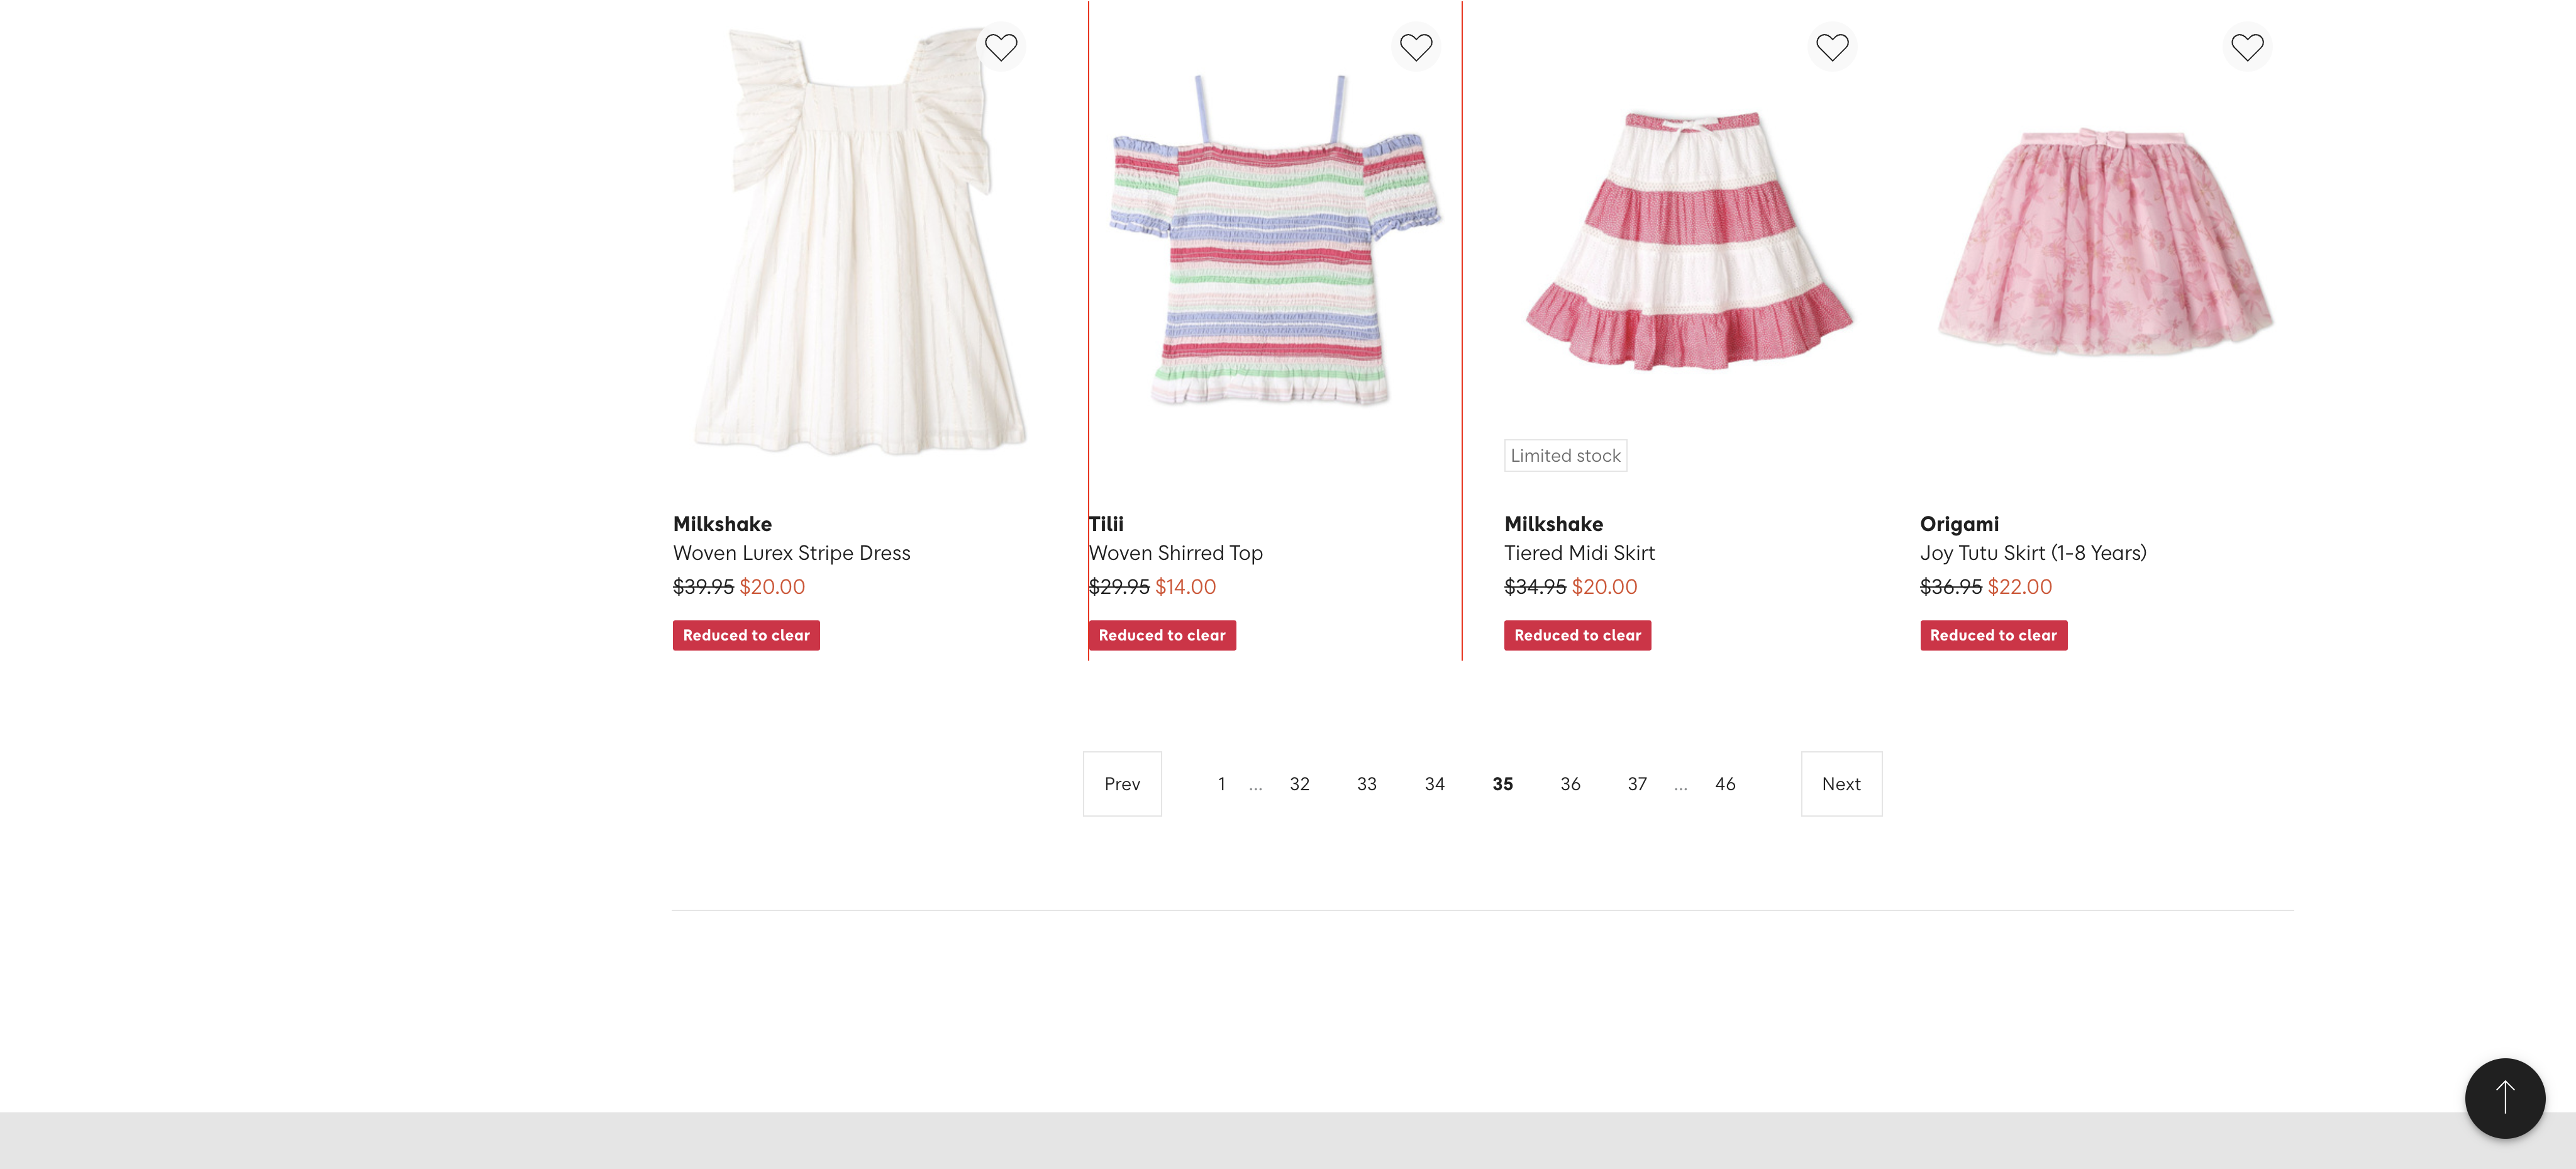 Limited stock
Milkshake
Woven Lurex Stripe Dress
$39.95 $20.00
Reduced to clear
Tilii
Woven Shirred Top
$29.95 $14.00
Reduced to clear
Milkshake
Tiered Midi Skirt
$34.95 $20.00
Reduced to clear
Origami
Joy Tutu Skirt (1-8 Years)
$36.95 $22.00
Reduced to clear
Prev 1 ... 32 33 34 35 36 37 ... 46 Next